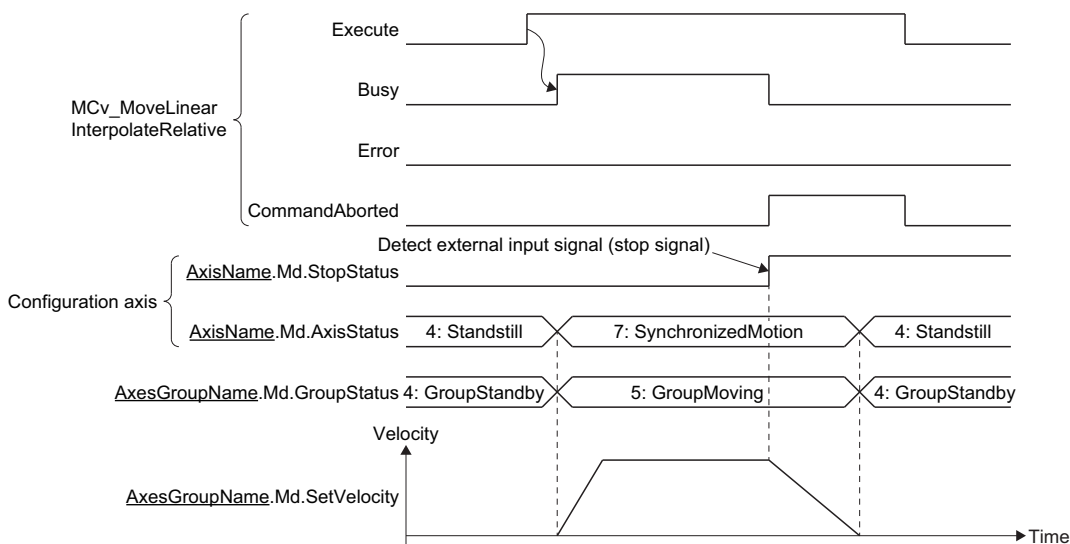 Execute
Busy
MCv_MoveLinear
InterpolateRelative
Error
CommandAborted
Detect external input signal (stop signal)
AxisName.Md.StopStatus
Configuration axis
AxisName.Md.AxisStatus 4: Standstill 7: SynchronizedMotion 4: Standstill
AxesGroupName.Md.GroupStatus 4: GroupStandby 5: GroupMoving 4: GroupStandby
Velocity
AxesGroupName.Md.SetVelocity
Time